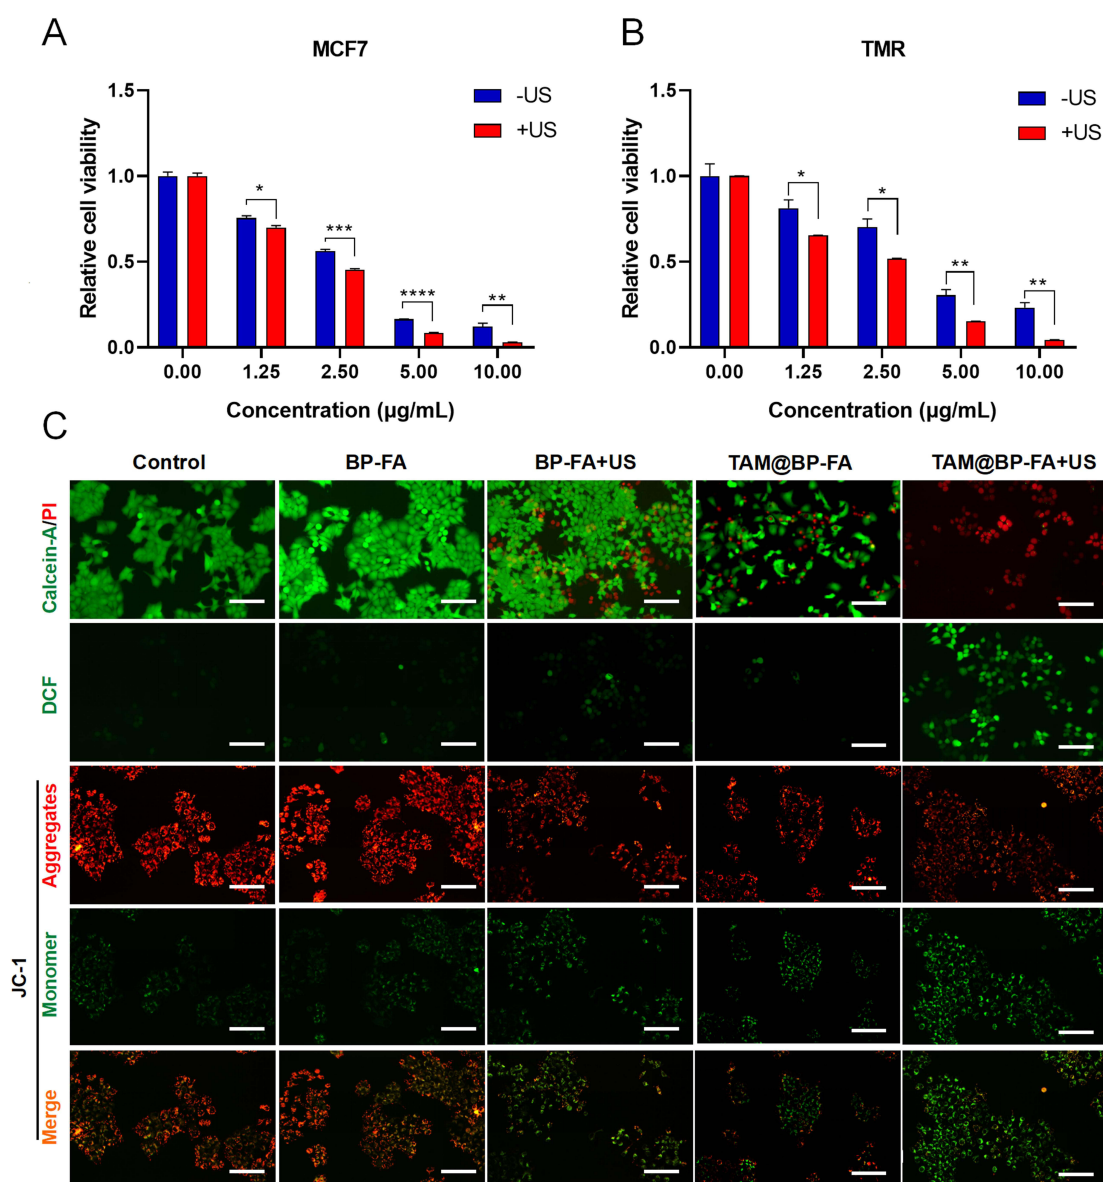 A
MCF7
1.5
1.0
0.5
0.0
Relative cell viability
-US
+US
*
***
****
**
0.00 1.25 2.50 5.00 10.00
Concentration (µg/mL)
B
TMR
1.5
1.0
0.5
0.0
Relative cell viability
-US
+US
*
*
**
**
0.00 1.25 2.50 5.00 10.00
Concentration (µg/mL)
C
Control BP-FA BP-FA+US TAM@BP-FA TAM@BP-FA+US
Calcein-A/PI
DCF
JC-1
Aggregates
Monomer
Merge